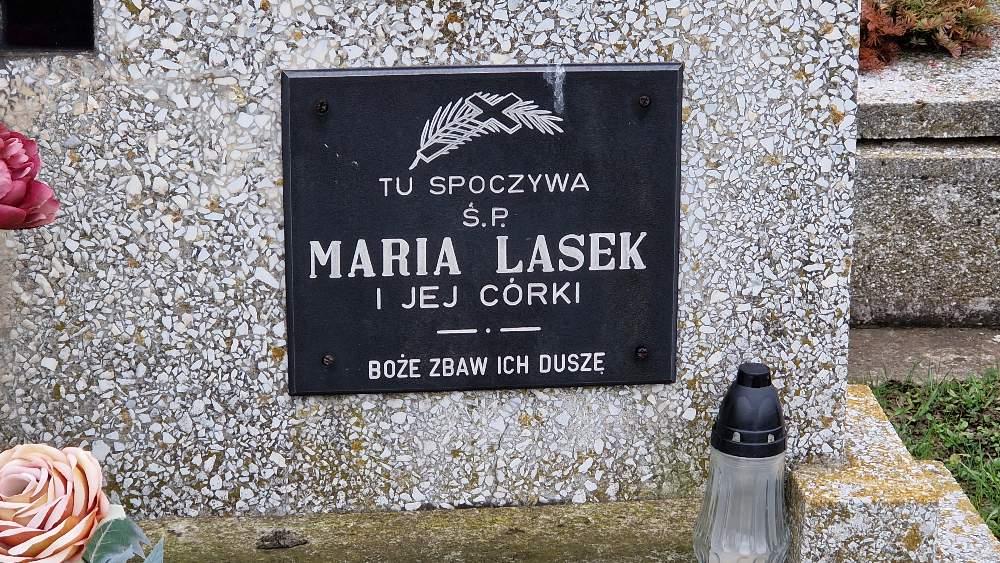 TU SPOCZYWA
Ś.P.
MARIA LASEK
I JEJ CÓRKI
BOŻE ZBAW ICH DUSZĘ